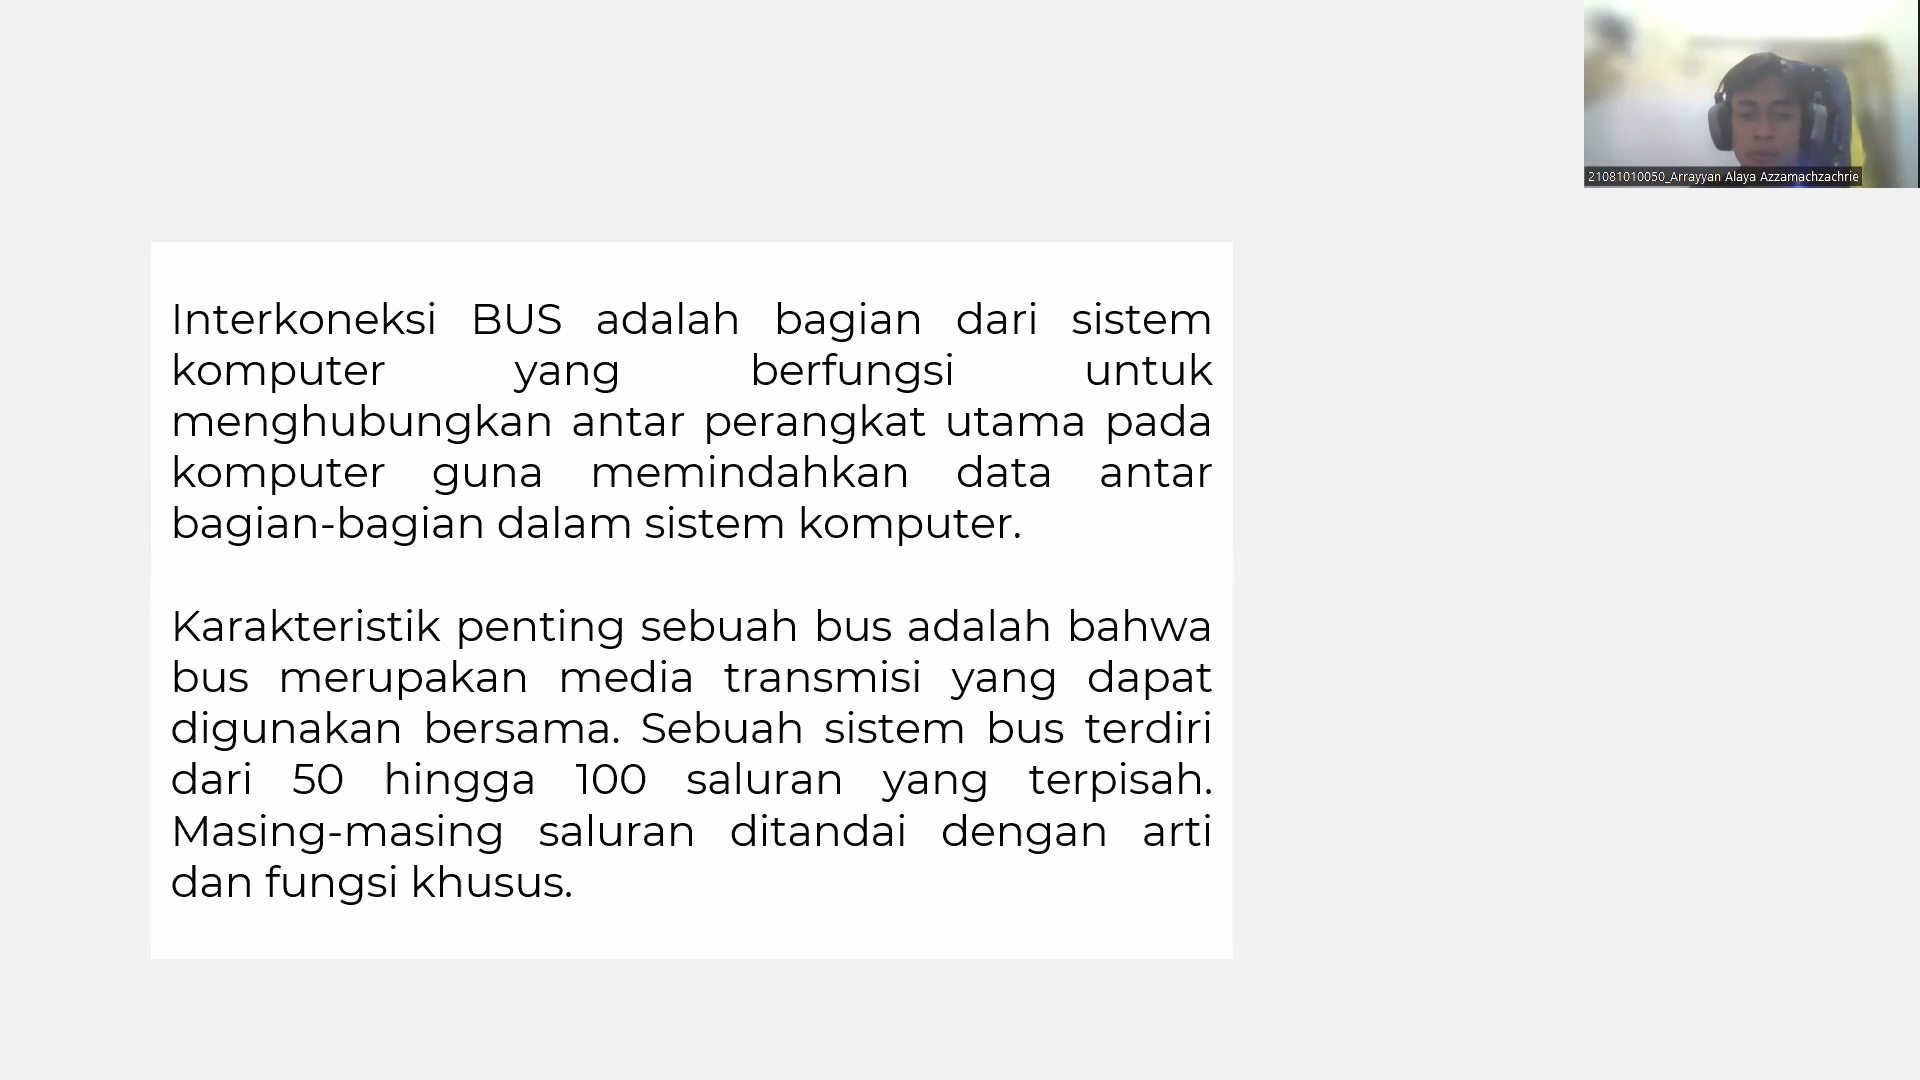 21081010050_Arrayyan Alaya Azzamachzachrie
Interkoneksi BUS adalah bagian dari sistem
komputer yang berfungsi untuk
menghubungkan antar perangkat utama pada
komputer guna memindahkan data antar
bagian-bagian dalam sistem komputer.
Karakteristik penting sebuah bus adalah bahwa
bus merupakan media transmisi yang dapat
digunakan bersama. Sebuah sistem bus terdiri
dari 50 hingga 100 saluran yang terpisah.
Masing-masing saluran ditandai dengan arti
dan fungsi khusus.